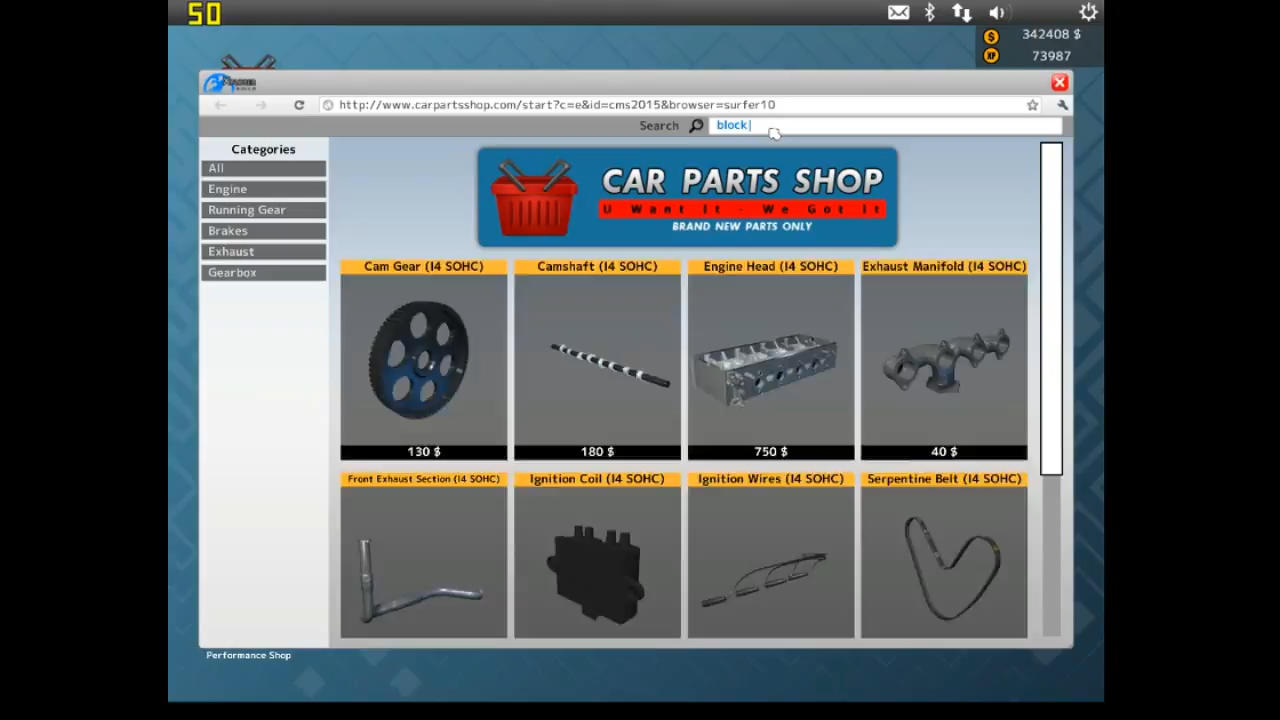 50
342408 $
73987
http://www.carpartsshop.com/start?c=e&id=cms2015&browser=surfer10
Search block
Categories
All
Engine
Running Gear
Brakes
Exhaust
Gearbox
CAR PARTS SHOP
U Want It - We Got It
BRAND NEW PARTS ONLY
Cam Gear (I4 SOHC)
Camshaft (I4 SOHC)
Engine Head (I4 SOHC)
Exhaust Manifold (I4 SOHC)
130 $
180 $
750 $
40 $
Front Exhaust Section (I4 SOHC)
Ignition Coil (I4 SOHC)
Ignition Wires (I4 SOHC)
Serpentine Belt (I4 SOHC)
Performance Shop